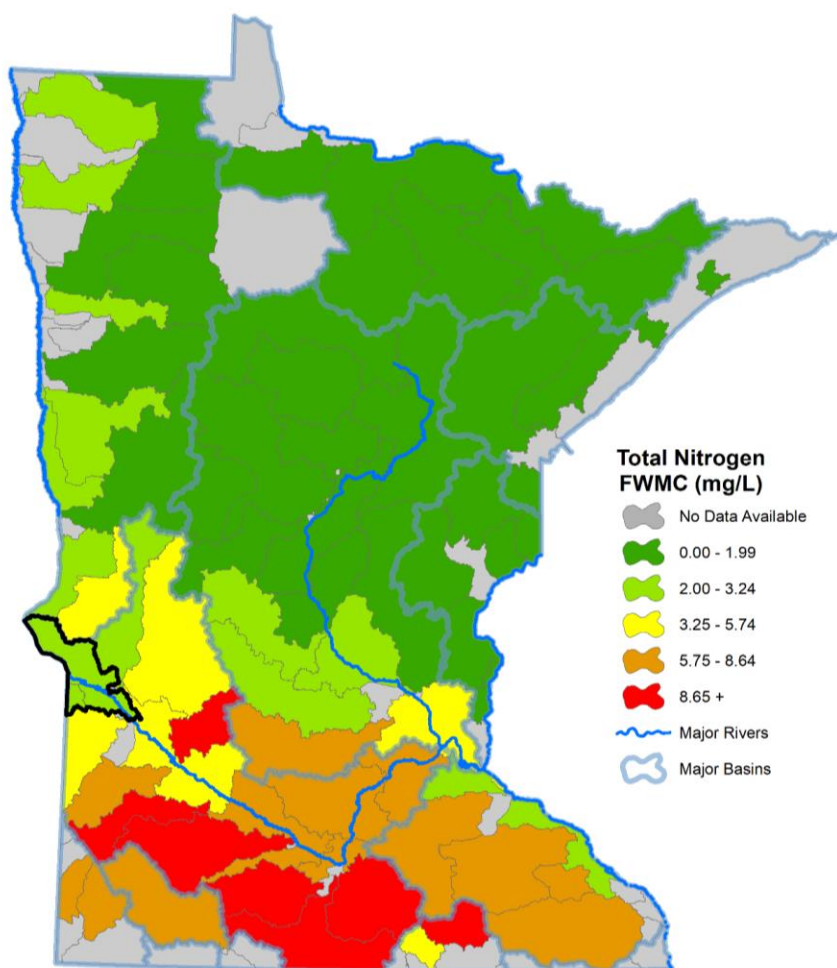 Total Nitrogen
FWMC (mg/L)
No Data Available
0.00 - 1.99
2.00 - 3.24
3.25 - 5.74
5.75 - 8.64
8.65 +
Major Rivers
Major Basins